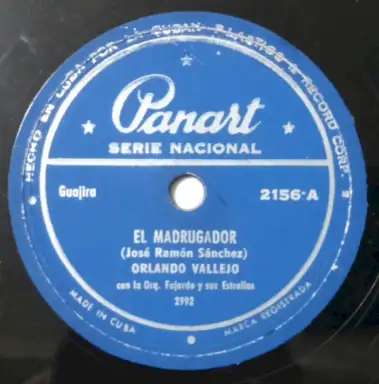 HECHO EN CUBA POR LA CUBAN PLASTICS & RECORD CORP.
Panart
SERIE NACIONAL
Guajira
2156-A
EL MADRUGADOR
(José Ramón Sánchez)
ORLANDO VALLEJO
con la Orq. Fajardo y sus Estrellas
2992
MADE IN CUBA
MARCA REGISTRADA